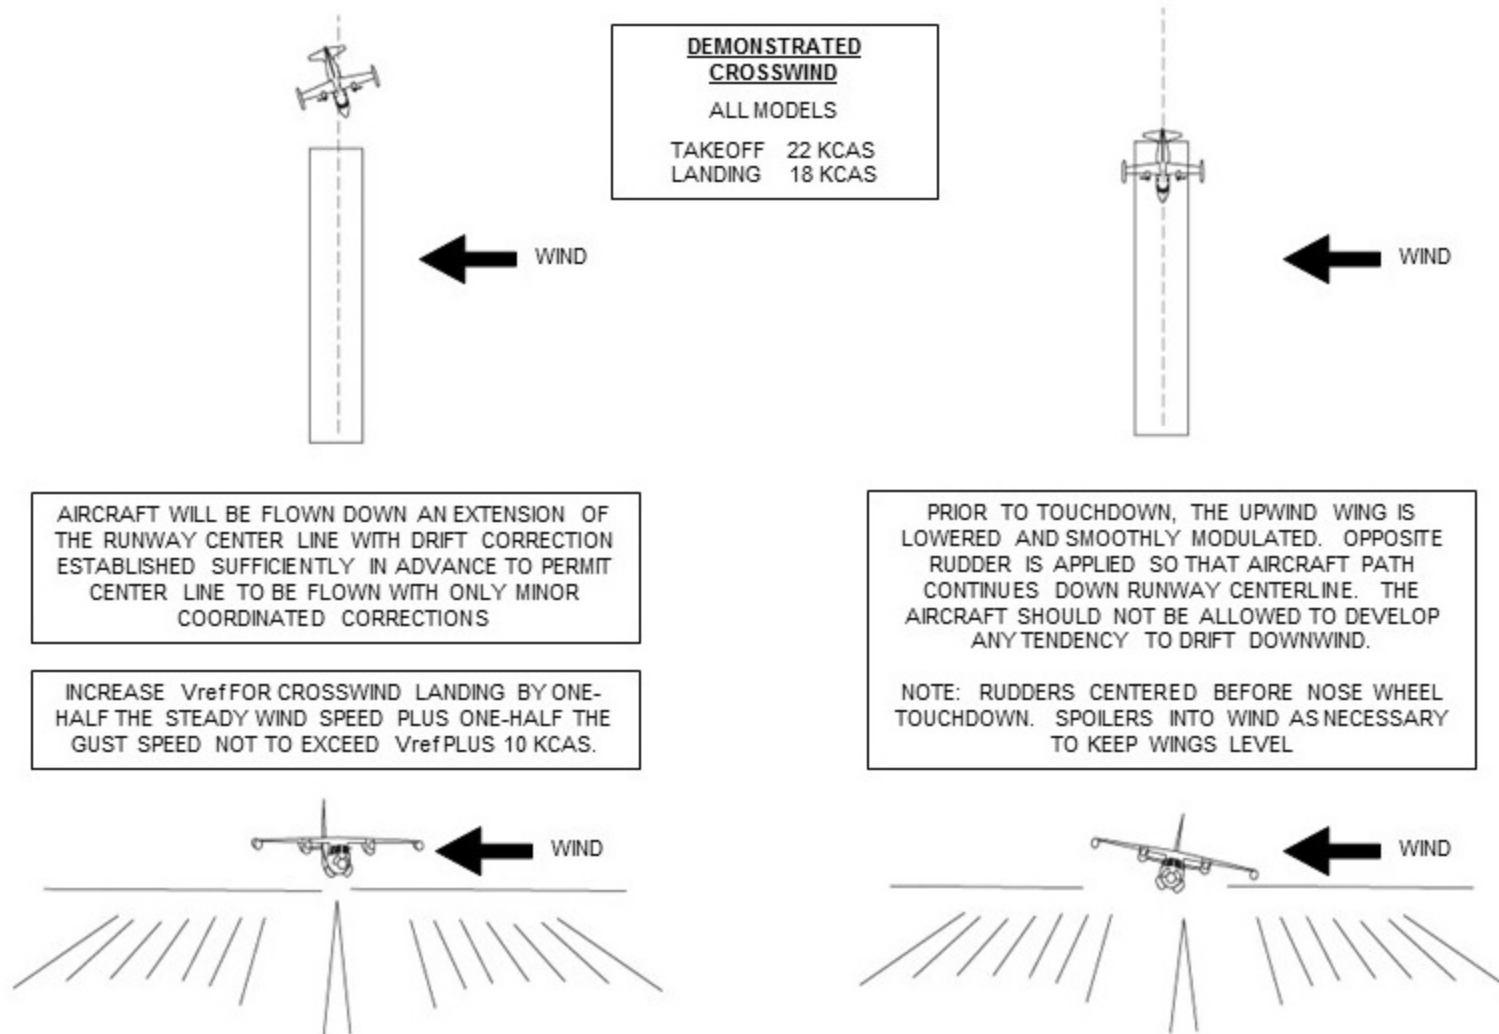 DEMONSTRATED
CROSSWIND
ALL MODELS
TAKEOFF 22 KCAS
LANDING 18 KCAS
WIND
WIND
AIRCRAFT WILL BE FLOWN DOWN AN EXTENSION OF
THE RUNWAY CENTER LINE WITH DRIFT CORRECTION
ESTABLISHED SUFFICIENTLY IN ADVANCE TO PERMIT
CENTER LINE TO BE FLOWN WITH ONLY MINOR
COORDINATED CORRECTIONS
INCREASE Vref FOR CROSSWIND LANDING BY ONE-
HALF THE STEADY WIND SPEED PLUS ONE-HALF THE
GUST SPEED NOT TO EXCEED Vref PLUS 10 KCAS.
PRIOR TO TOUCHDOWN, THE UPWIND WING IS
LOWERED AND SMOOTHLY MODULATED. OPPOSITE
RUDDER IS APPLIED SO THAT AIRCRAFT PATH
CONTINUES DOWN RUNWAY CENTERLINE. THE
AIRCRAFT SHOULD NOT BE ALLOWED TO DEVELOP
ANY TENDENCY TO DRIFT DOWNWIND.
NOTE: RUDDERS CENTERED BEFORE NOSE WHEEL
TOUCHDOWN. SPOILERS INTO WIND AS NECESSARY
TO KEEP WINGS LEVEL
WIND
WIND